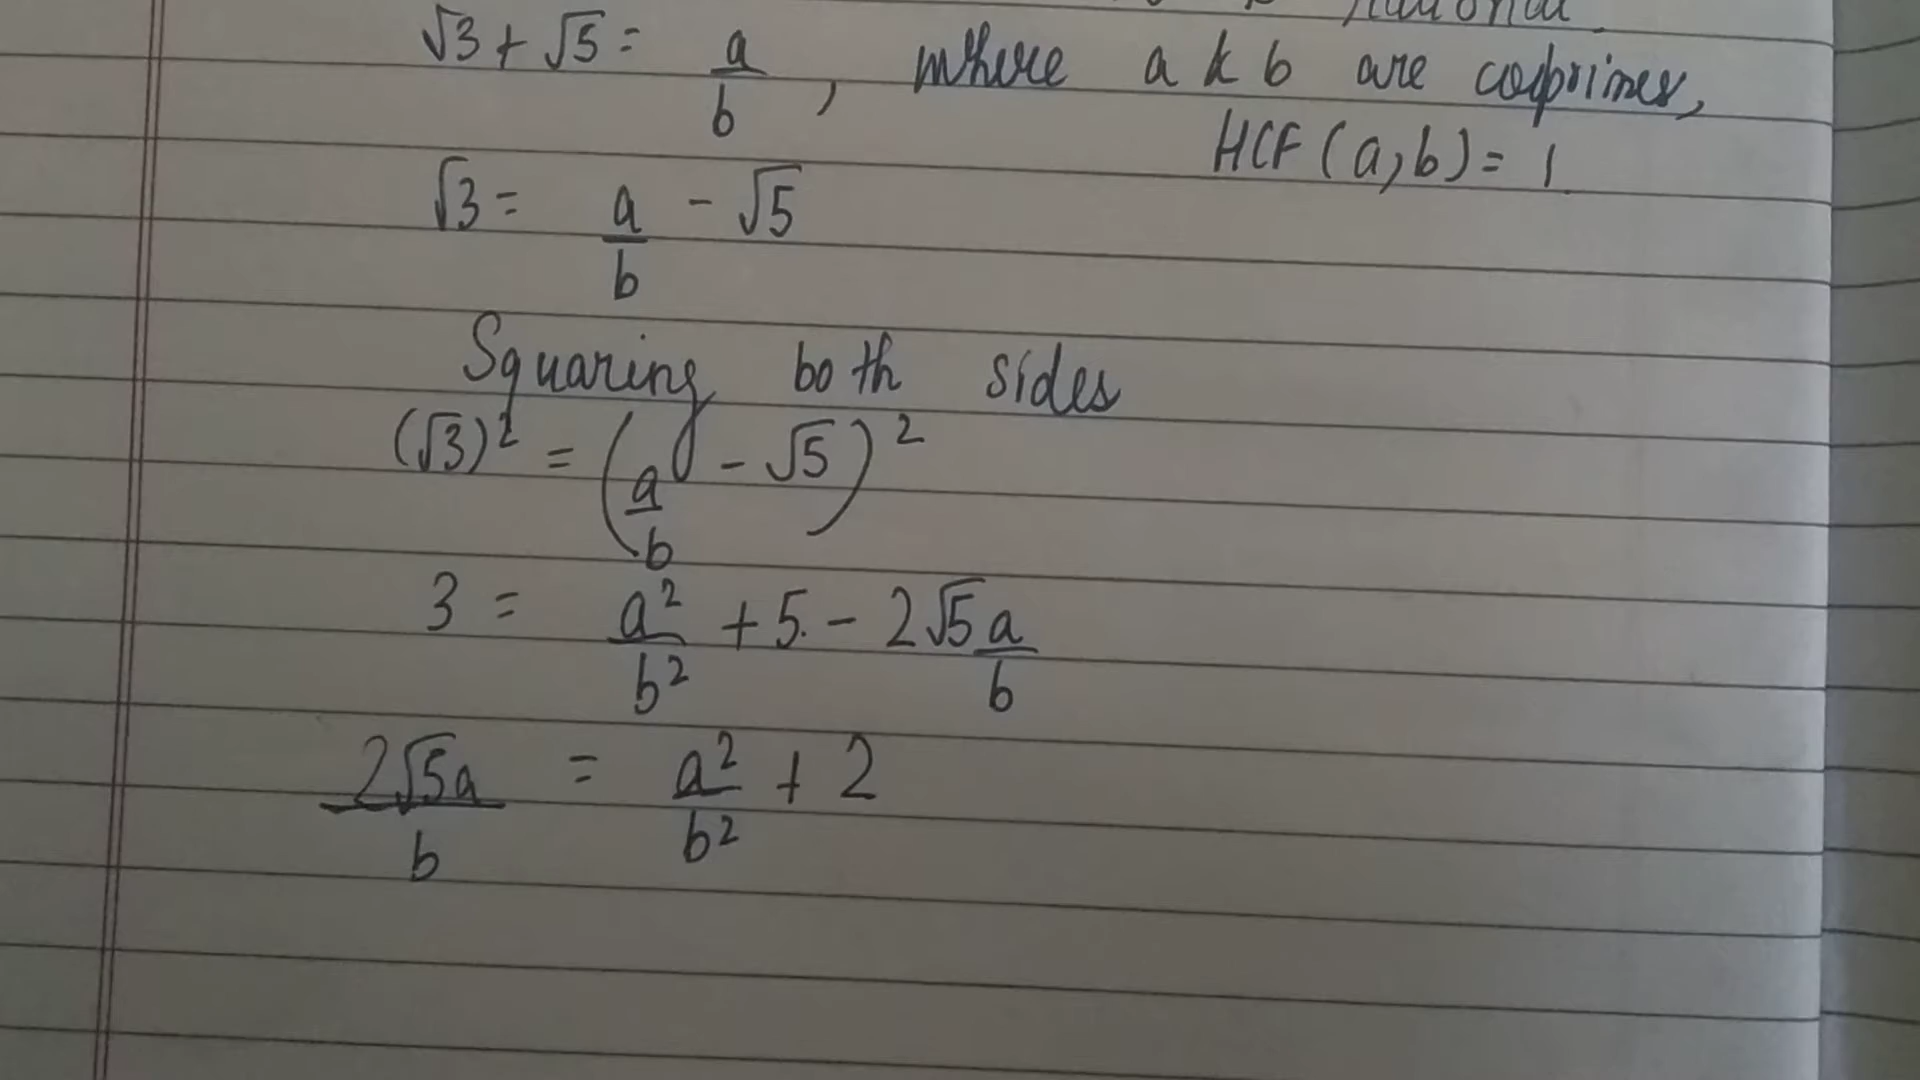 √3 + √5 = a/b , where a & b are coprimes,
HCF (a,b) = 1
√3 = a/b - √5
Squaring both sides
(√3)² = (a/b - √5)²
3 = a²/b² + 5 - 2√5a/b
2√5a/b = a²/b² + 2